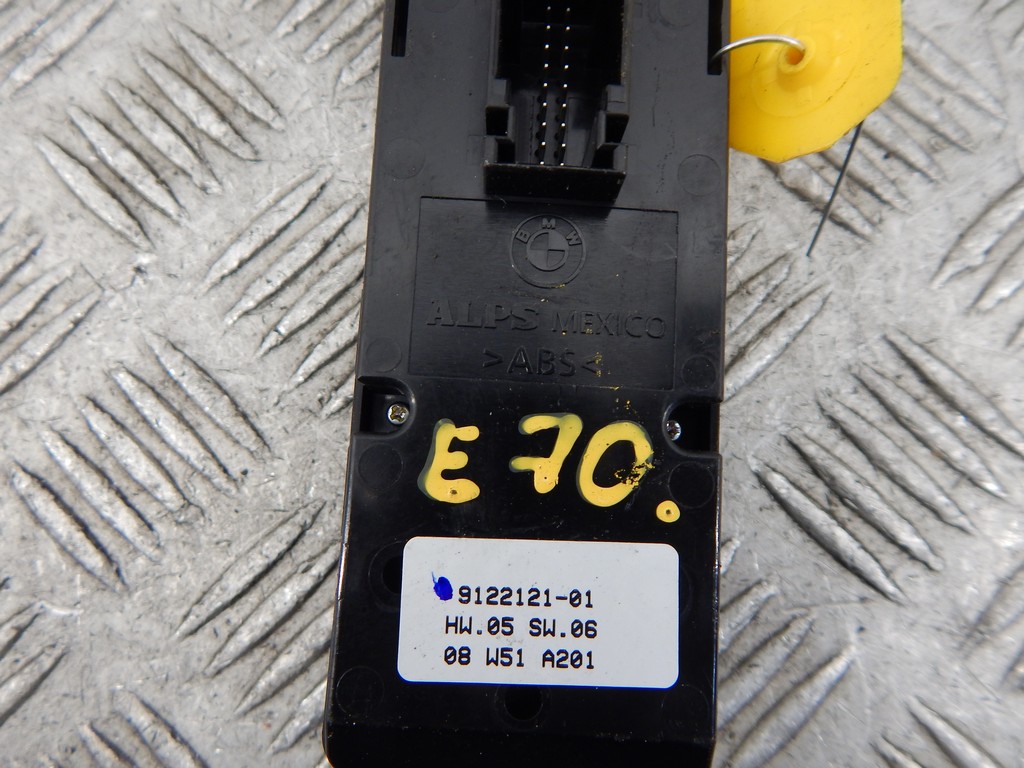 BMW
ALPS MEXICO
>ABS<
E70.
9122121-01
HW.05 SW.06
08 W51 A201